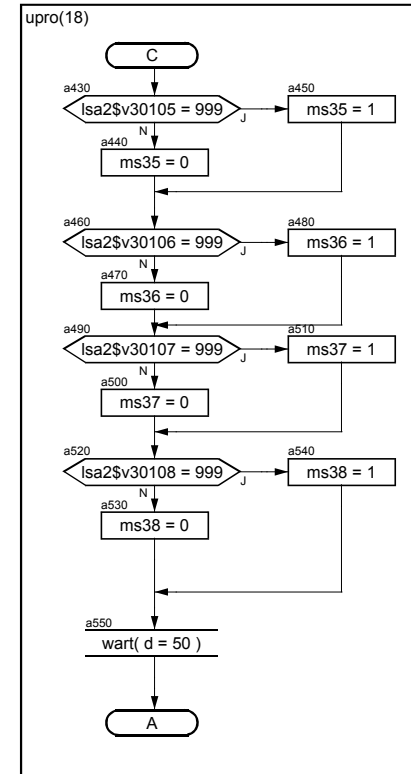 upro(18)
C
a430
lsa2$v30105 = 999
J
N
a450
ms35 = 1
a440
ms35 = 0
a460
lsa2$v30106 = 999
J
N
a480
ms36 = 1
a470
ms36 = 0
a490
lsa2$v30107 = 999
J
N
a510
ms37 = 1
a500
ms37 = 0
a520
lsa2$v30108 = 999
J
N
a540
ms38 = 1
a530
ms38 = 0
a550
wart( d = 50 )
A